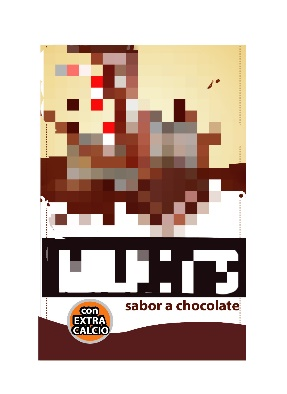 sabor a chocolate
con
EXTRA
CALCIO